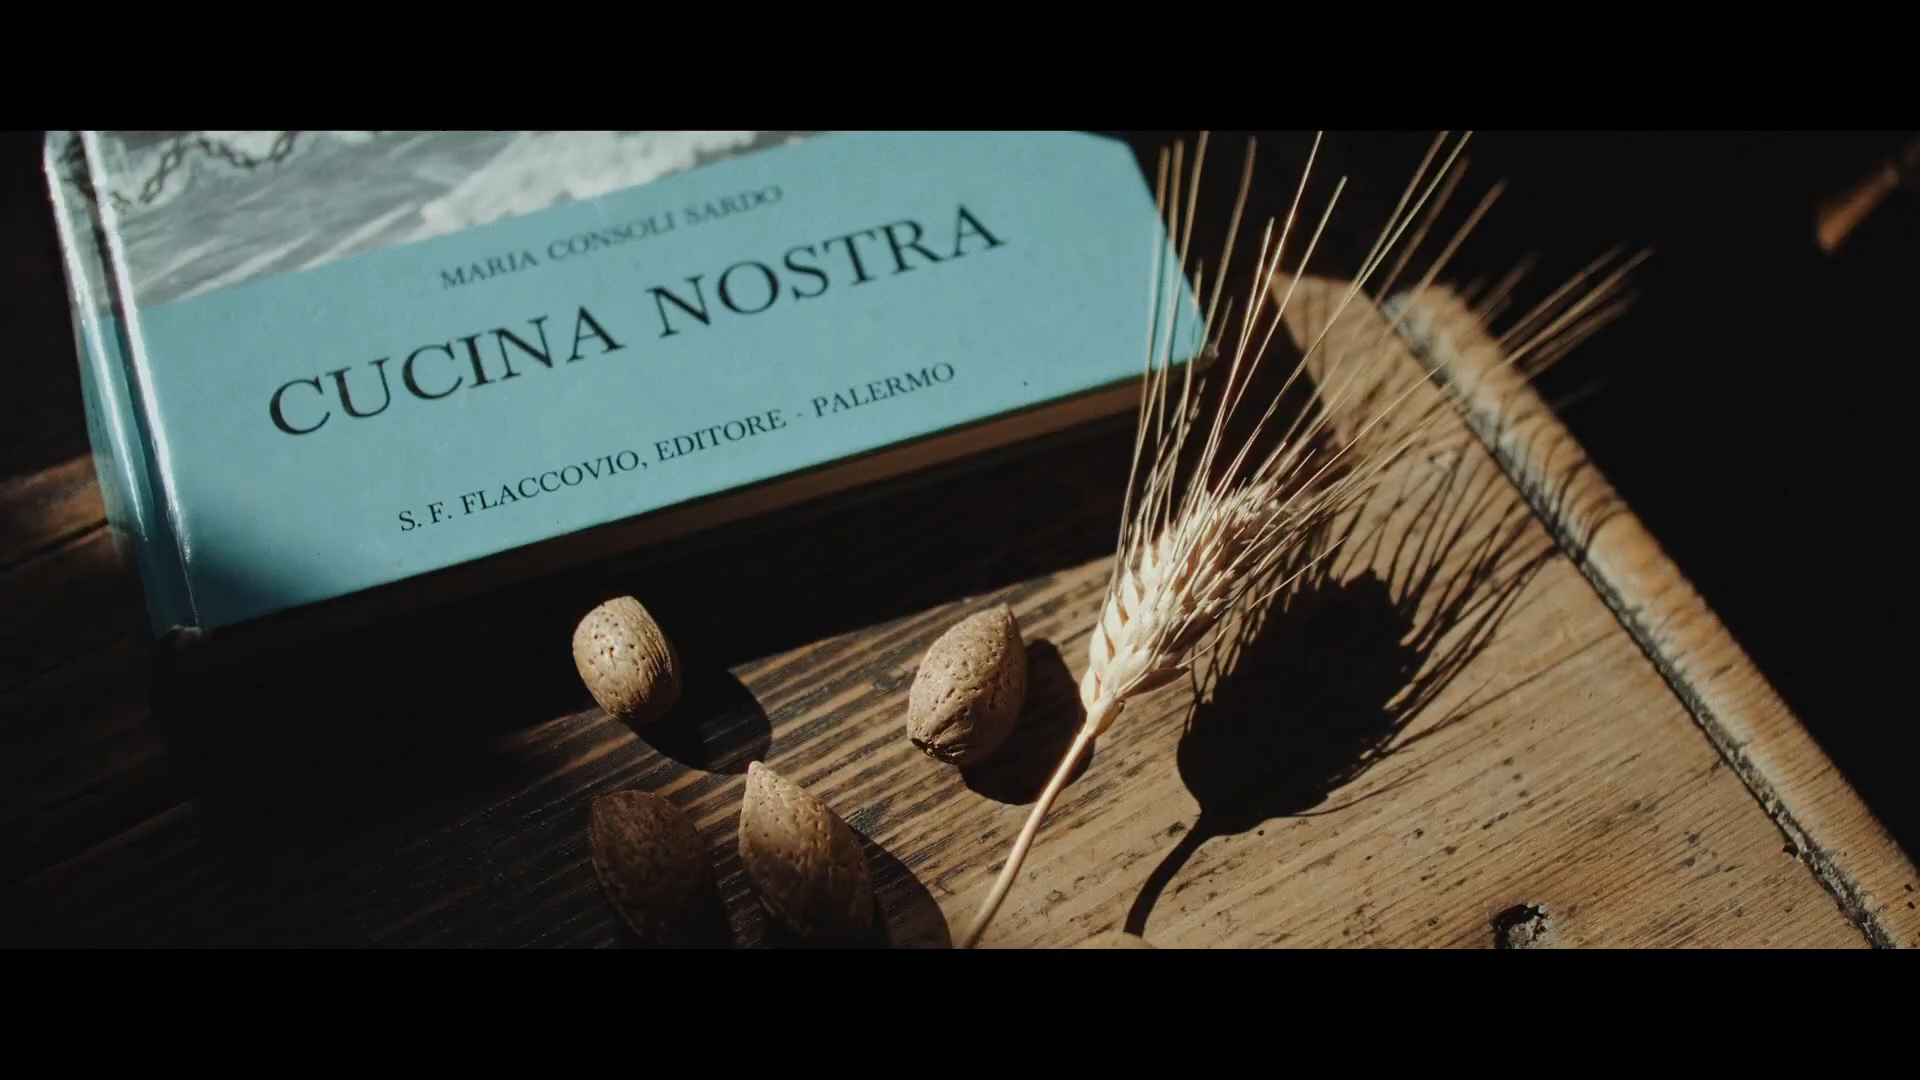 MARIA CONSOLI SARDO
CUCINA NOSTRA
S. F. FLACCOVIO, EDITORE - PALERMO